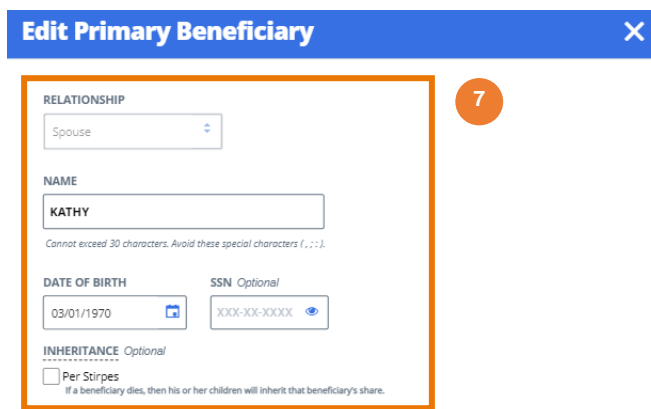 Edit Primary Beneficiary
7
RELATIONSHIP
Spouse
NAME
KATHY
Cannot exceed 30 characters. Avoid these special characters ( , ; : ).
DATE OF BIRTH SSN Optional
03/01/1970 XXX-XX-XXXX
INHERITANCE Optional
Per Stirpes
If a beneficiary dies, then his or her children will inherit that beneficiary's share.